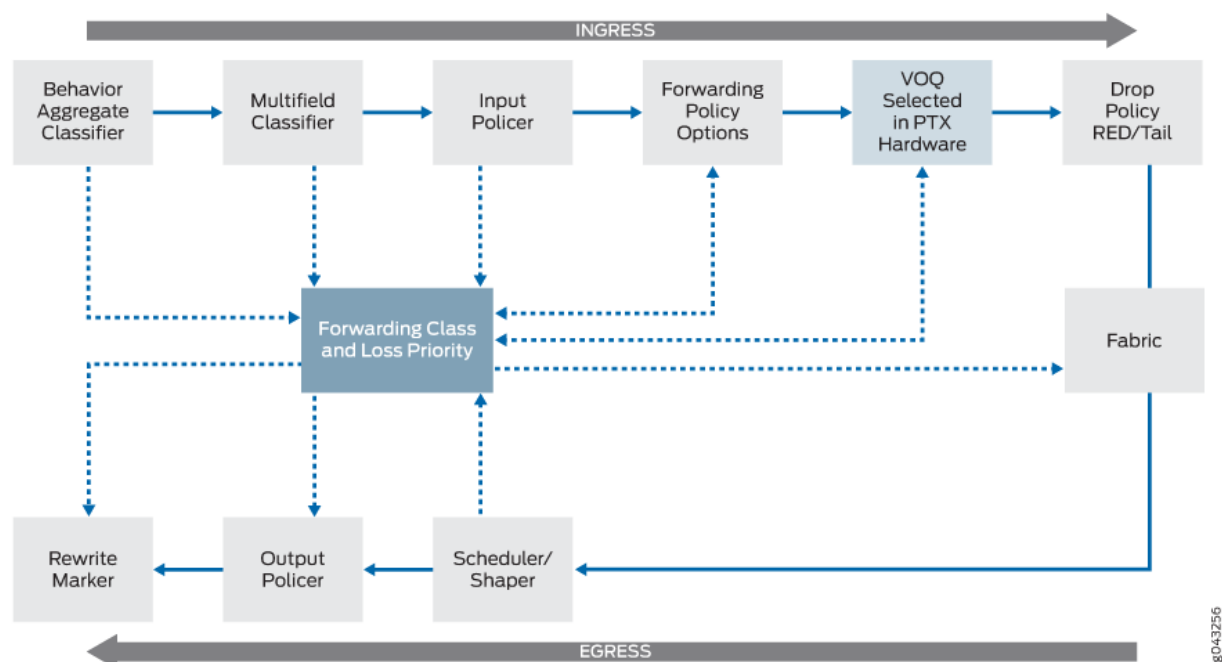 INGRESS
Behavior
Aggregate
Classifier
Multifield
Classifier
Input
Policer
Forwarding
Policy
Options
VOQ
Selected
in PTX
Hardware
Drop
Policy
RED/Tail
Forwarding Class
and Loss Priority
Fabric
Rewrite
Marker
Output
Policer
Scheduler/
Shaper
EGRESS
g043256